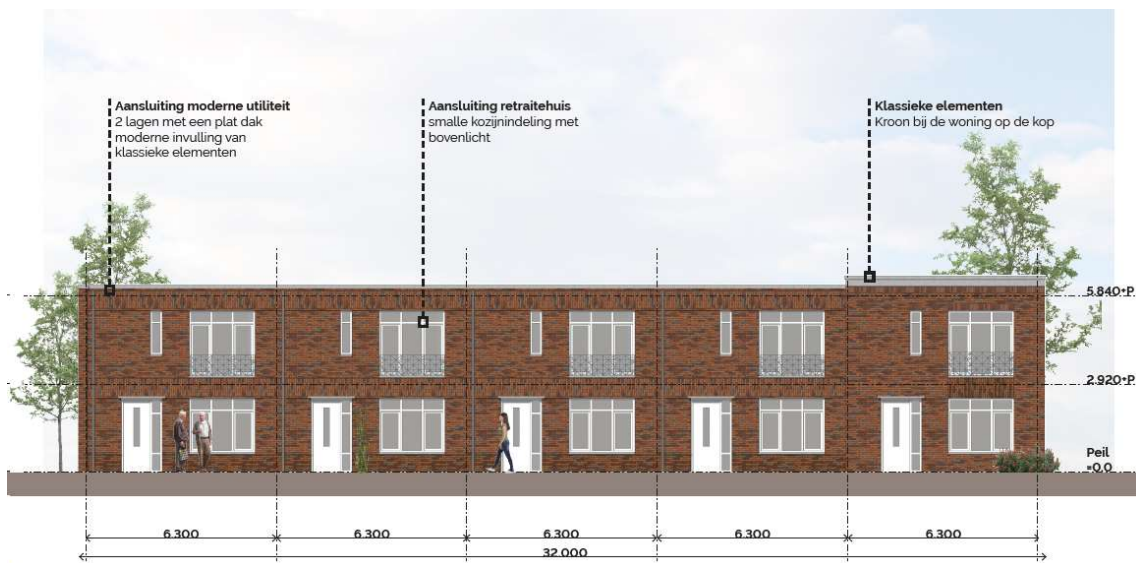 Aansluiting moderne utiliteit
2 lagen met een plat dak
moderne invulling van
klassieke elementen
Aansluiting retraitehuis
smalle kozijnindeling met
bovenlicht
Klassieke elementen
Kroon bij de woning op de kop
5.840+P
2.920+P
Peil
=0.0
6.300
6.300
6.300
6.300
6.300
32.000